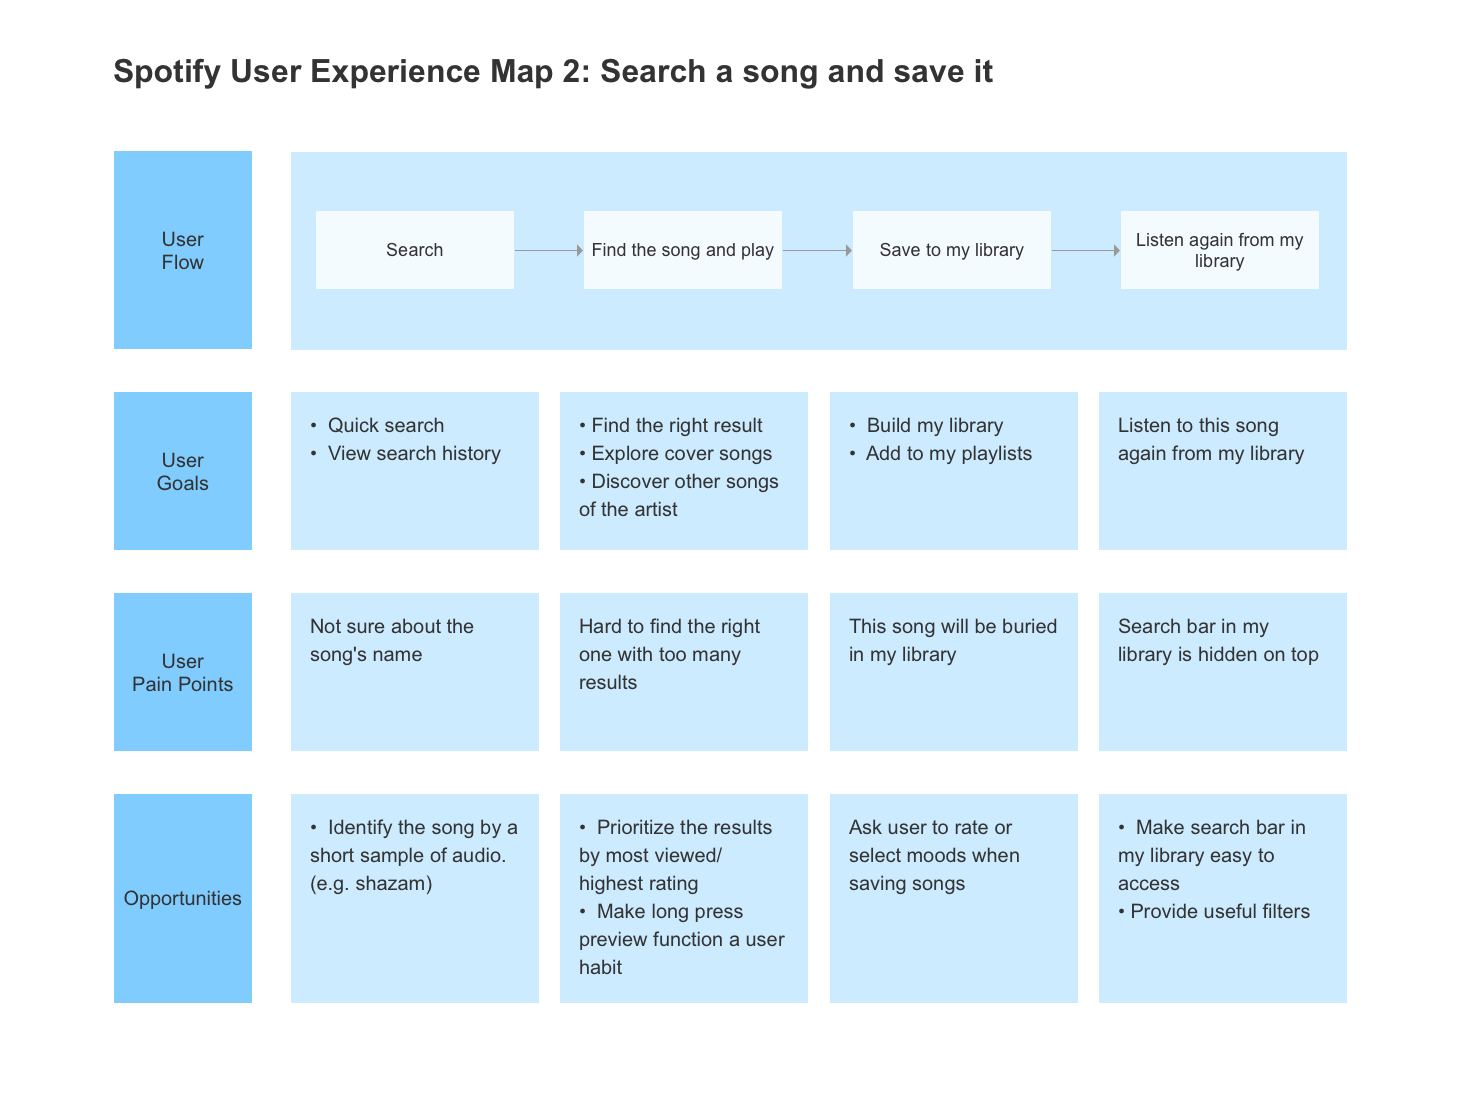 Spotify User Experience Map 2: Search a song and save it
User
Flow
Search
Find the song and play
Save to my library
Listen again from my
library
User
Goals
• Quick search
• View search history
• Find the right result
• Explore cover songs
• Discover other songs
of the artist
• Build my library
• Add to my playlists
Listen to this song
again from my library
User
Pain Points
Not sure about the
song's name
Hard to find the right
one with too many
results
This song will be buried
in my library
Search bar in my
library is hidden on top
Opportunities
• Identify the song by a
short sample of audio.
(e.g. shazam)
• Prioritize the results
by most viewed/
highest rating
• Make long press
preview function a user
habit
Ask user to rate or
select moods when
saving songs
• Make search bar in
my library easy to
access
• Provide useful filters